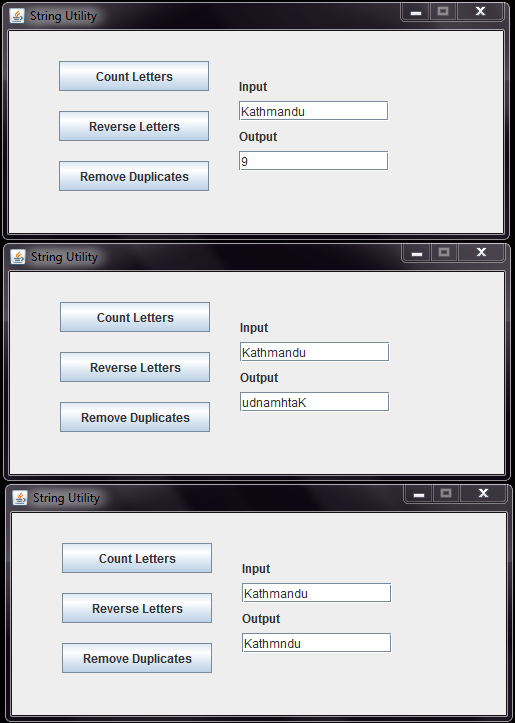 String Utility
Count Letters
Input
Kathmandu
Reverse Letters
Output
9
Remove Duplicates
String Utility
Count Letters
Input
Kathmandu
Reverse Letters
Output
udnamhtaK
Remove Duplicates
String Utility
Count Letters
Input
Kathmandu
Reverse Letters
Output
Kathmndu
Remove Duplicates